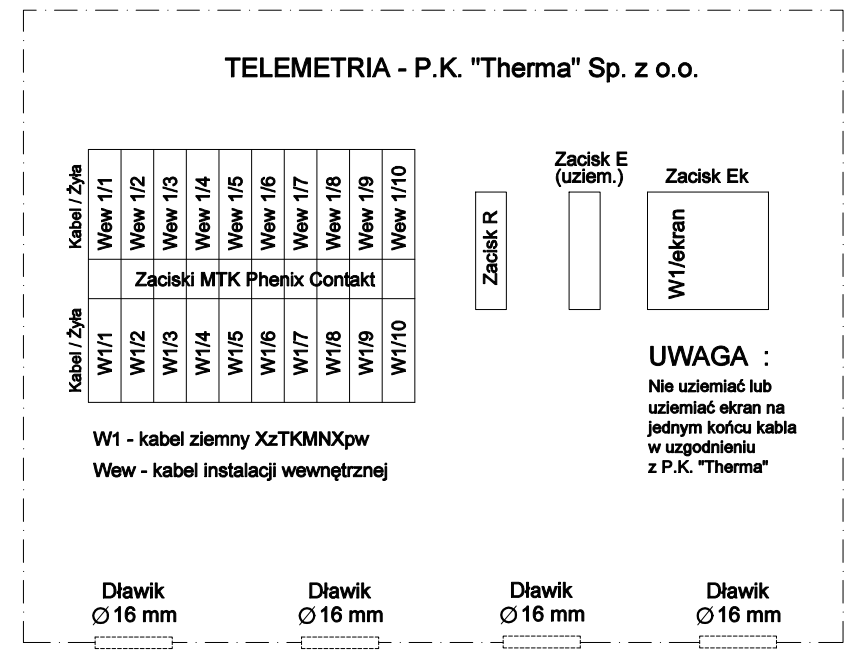 TELEMETRIA - P.K. "Therma" Sp. z o.o.
Kabel / Żyła
Wew 1/1
Wew 1/2
Wew 1/3
Wew 1/4
Wew 1/5
Wew 1/6
Wew 1/7
Wew 1/8
Wew 1/9
Wew 1/10
Zaciski MTK Phenix Contakt
Kabel / Żyła
W1/1
W1/2
W1/3
W1/4
W1/5
W1/6
W1/7
W1/8
W1/9
W1/10
Zacisk R
Zacisk E
(uziem.)
Zacisk Ek
W1/ekran
UWAGA :
Nie uziemiać lub
uziemiać ekran na
jednym końcu kabla
w uzgodnieniu
z P.K. "Therma"
W1 - kabel ziemny XzTKMNXpw
Wew - kabel instalacji wewnętrznej
Dławik
∅ 16 mm
Dławik
∅ 16 mm
Dławik
∅ 16 mm
Dławik
∅ 16 mm